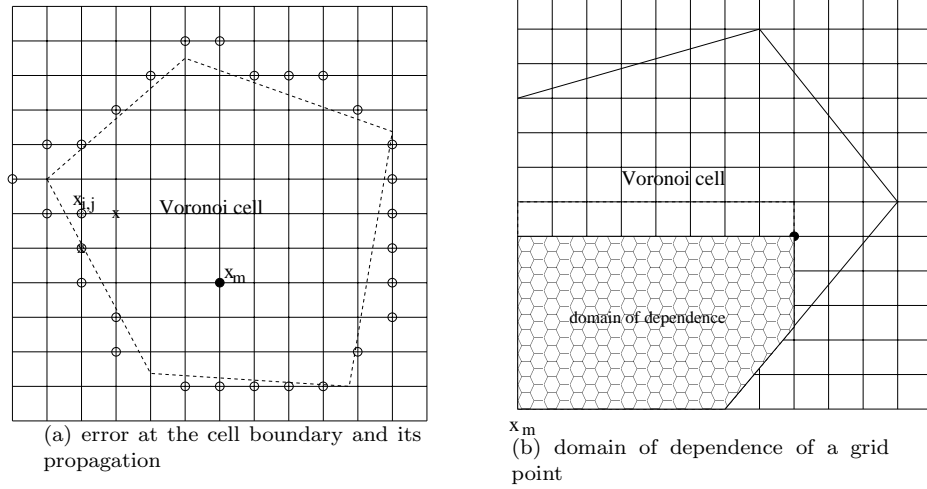 x_{i,j}
x
Voronoi cell
x_m
(a) error at the cell boundary and its
propagation
Voronoi cell
domain of dependence
x_m
(b) domain of dependence of a grid
point